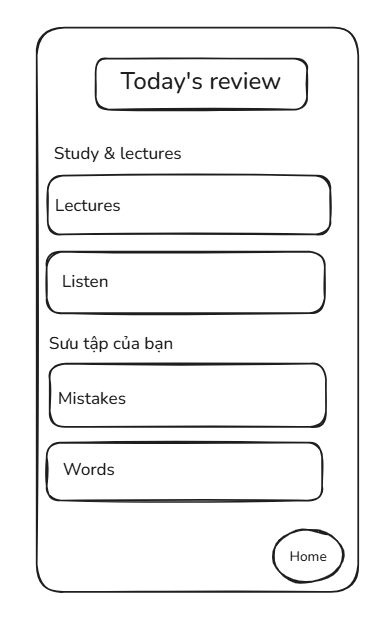 Today's review
Study & lectures
Lectures
Listen
Sưu tập của bạn
Mistakes
Words
Home